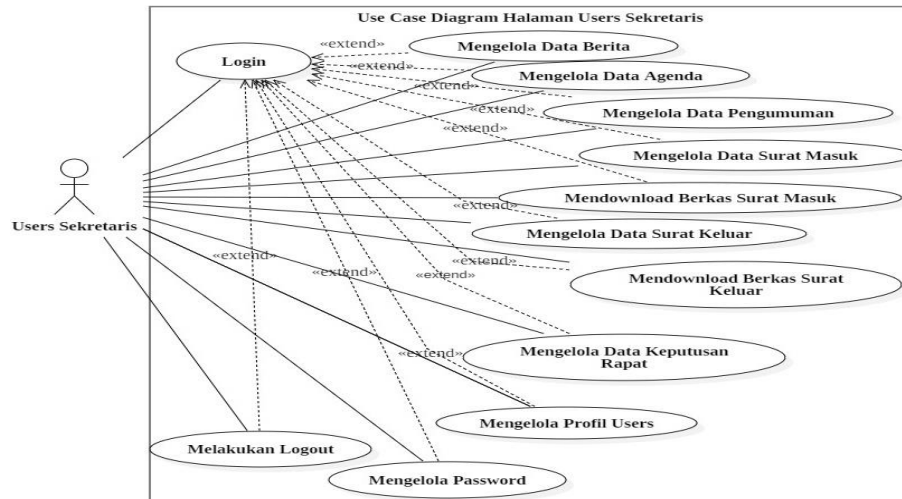 Use Case Diagram Halaman Users Sekretaris
«extend»
Mengelola Data Berita
Login
«extend»
Mengelola Data Agenda
«extend»
Mengelola Data Pengumuman
«extend»
Mengelola Data Surat Masuk
Mendownload Berkas Surat Masuk
«extend»
Users Sekretaris
Mengelola Data Surat Keluar
«extend»
«extend»
«extend»
«extend»
Mendownload Berkas Surat
Keluar
«extend»
Mengelola Data Keputusan
Rapat
Mengelola Profil Users
Melakukan Logout
Mengelola Password